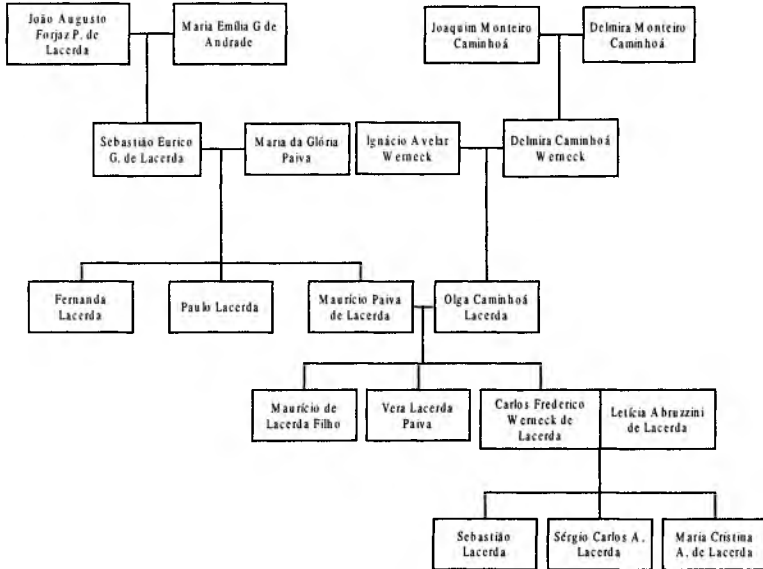 João Augusto
Forjaz P. de
Lacerda
Maria Emília G de
Andrade
Joaquim Monteiro
Caminhoá
Delmira Monteiro
Caminhoá
Sebastião Eurico
G. de Lacerda
Maria da Glória
Paiva
Ignácio Avelar
Werneck
Delmira Caminhoá
Werneck
Fernanda
Lacerda
Paulo Lacerda
Maurício Paiva
de Lacerda
Olga Caminhoá
Lacerda
Maurício de
Lacerda Filho
Vera Lacerda
Paiva
Carlos Frederico
Werneck de
Lacerda
Letícia Abruzzini
de Lacerda
Sebastião
Lacerda
Sérgio Carlos A.
Lacerda
Maria Cristina
A. de Lacerda